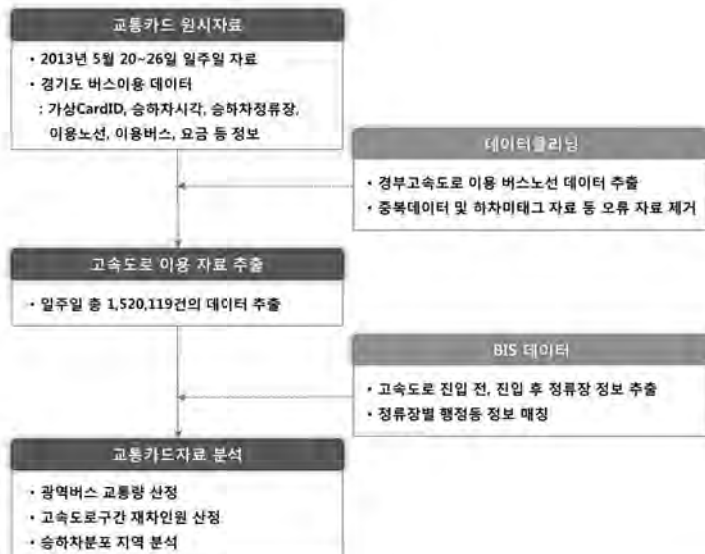 교통카드 원시자료
• 2013년 5월 20~26일 일주일 자료
• 경기도 버스이용 데이터
: 가상CardID, 승하차시각, 승하차정류장,
이용노선, 이용버스, 요금 등 정보
데이터클리닝
• 경부고속도로 이용 버스노선 데이터 추출
• 중복데이터 및 하차미태그 자료 등 오류 자료 제거
고속도로 이용 자료 추출
• 일주일 총 1,520,119건의 데이터 추출
BIS 데이터
• 고속도로 진입 전, 진입 후 정류장 정보 추출
• 정류장별 행정동 정보 매칭
교통카드자료 분석
• 광역버스 교통량 산정
• 고속도로구간 재차인원 산정
• 승하차분포 지역 분석